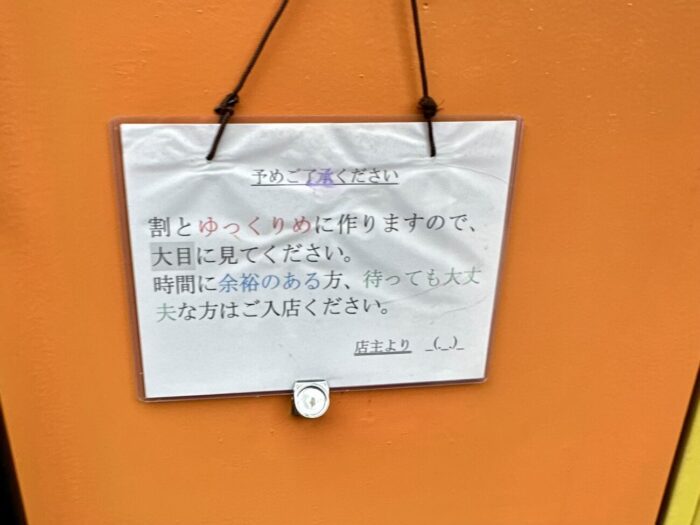 予めご了承ください
割とゆっくりめに作りますので、
大目に見てください。
時間に余裕のある方、待っても大丈
夫な方はご入店ください。
店主より _(._.)_